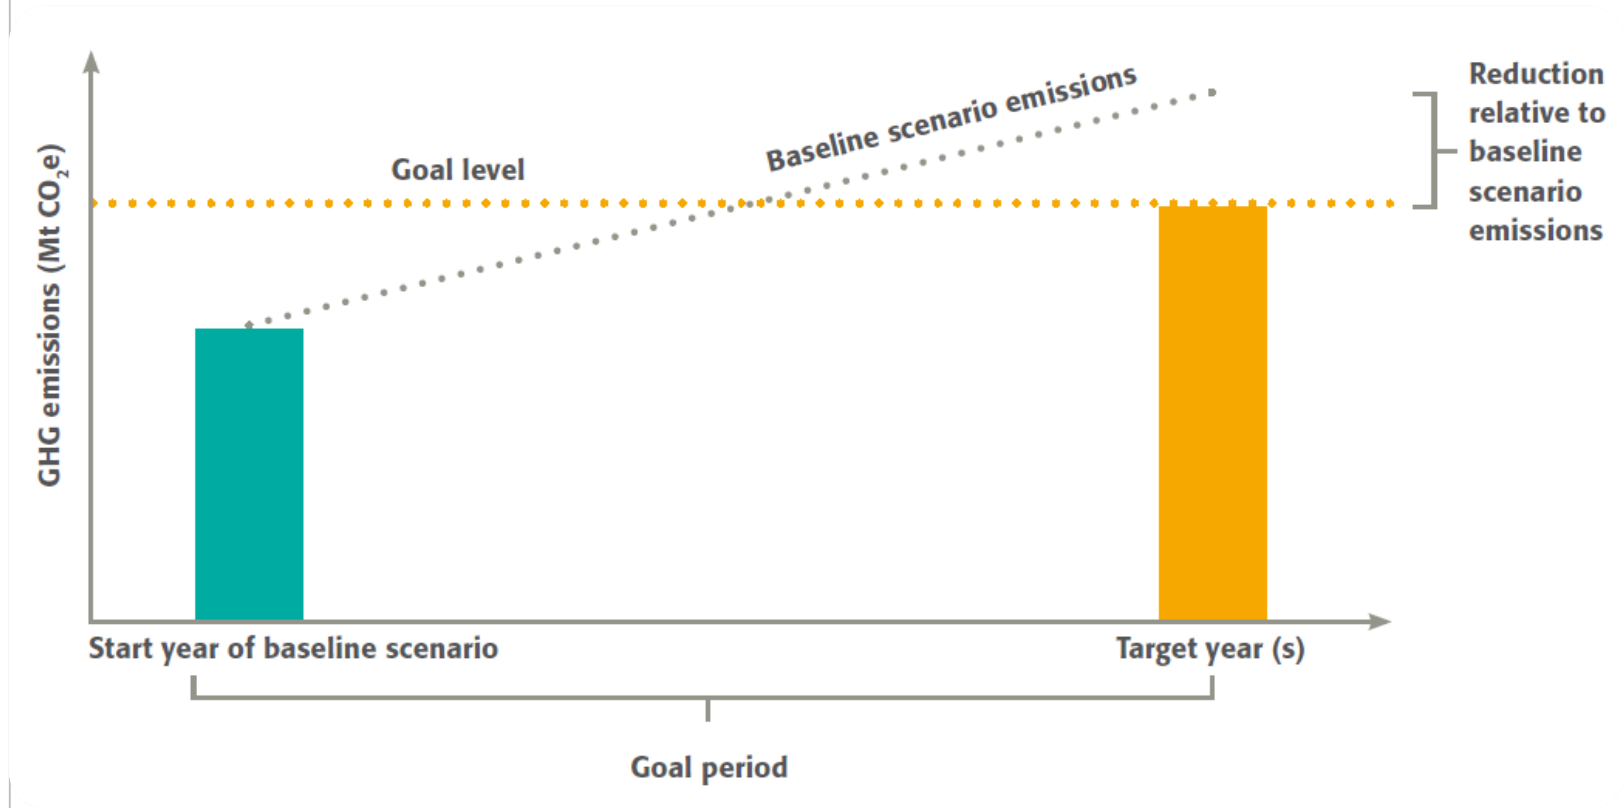 GHG emissions (Mt CO₂e)
Goal level
Baseline scenario emissions
Reduction
relative to
baseline
scenario
emissions
Start year of baseline scenario
Target year (s)
Goal period